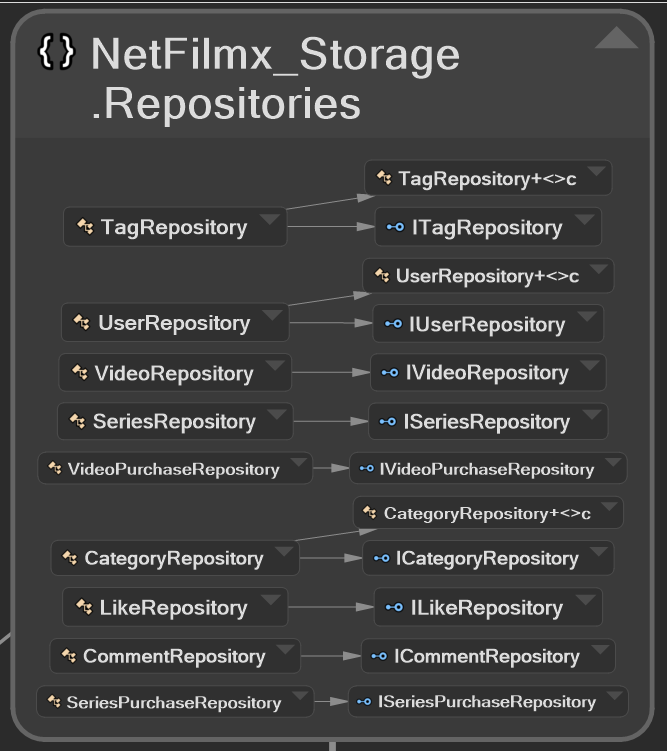 {} NetFilmx_Storage
.Repositories
TagRepository+<>c
TagRepository
ITagRepository
UserRepository+<>c
UserRepository
IUserRepository
VideoRepository
IVideoRepository
SeriesRepository
ISeriesRepository
VideoPurchaseRepository
IVideoPurchaseRepository
CategoryRepository+<>c
CategoryRepository
ICategoryRepository
LikeRepository
ILikeRepository
CommentRepository
ICommentRepository
SeriesPurchaseRepository
ISeriesPurchaseRepository